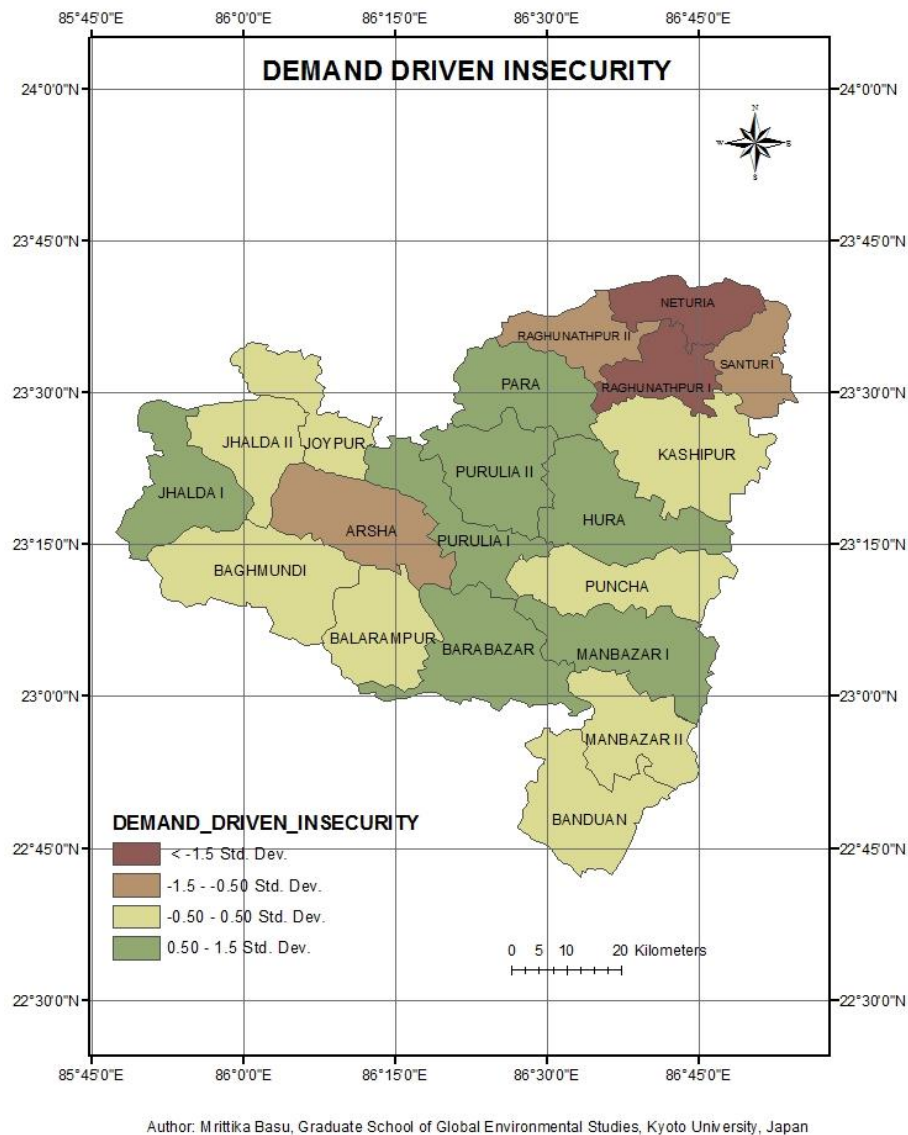 85°45'0"E 86°0'0"E 86°15'0"E 86°30'0"E 86°45'0"E
DEMAND DRIVEN INSECURITY
24°0'0"N 24°0'0"N
N
W E
S
23°45'0"N 23°45'0"N
NETURIA
RAGHUNATHPUR II
SANTURI
PARA RAGHUNATHPUR I
23°30'0"N 23°30'0"N
JHALDA II JOYPUR
KASHIPUR
PURULIA II
JHALDA I
HURA
ARSHA
PURULIA I
23°15'0"N 23°15'0"N
BAGHMUNDI
PUNCHA
BALARAMPUR
BARABAZAR MANBAZAR I
23°0'0"N 23°0'0"N
MANBAZAR II
BANDUAN
DEMAND_DRIVEN_INSECURITY
22°45'0"N 22°45'0"N
< -1.5 Std. Dev.
-1.5 - -0.50 Std. Dev.
-0.50 - 0.50 Std. Dev.
0.50 - 1.5 Std. Dev.
0 5 10 20 Kilometers
22°30'0"N 22°30'0"N
85°45'0"E 86°0'0"E 86°15'0"E 86°30'0"E 86°45'0"E
Author: Mrittika Basu, Graduate School of Global Environmental Studies, Kyoto University, Japan